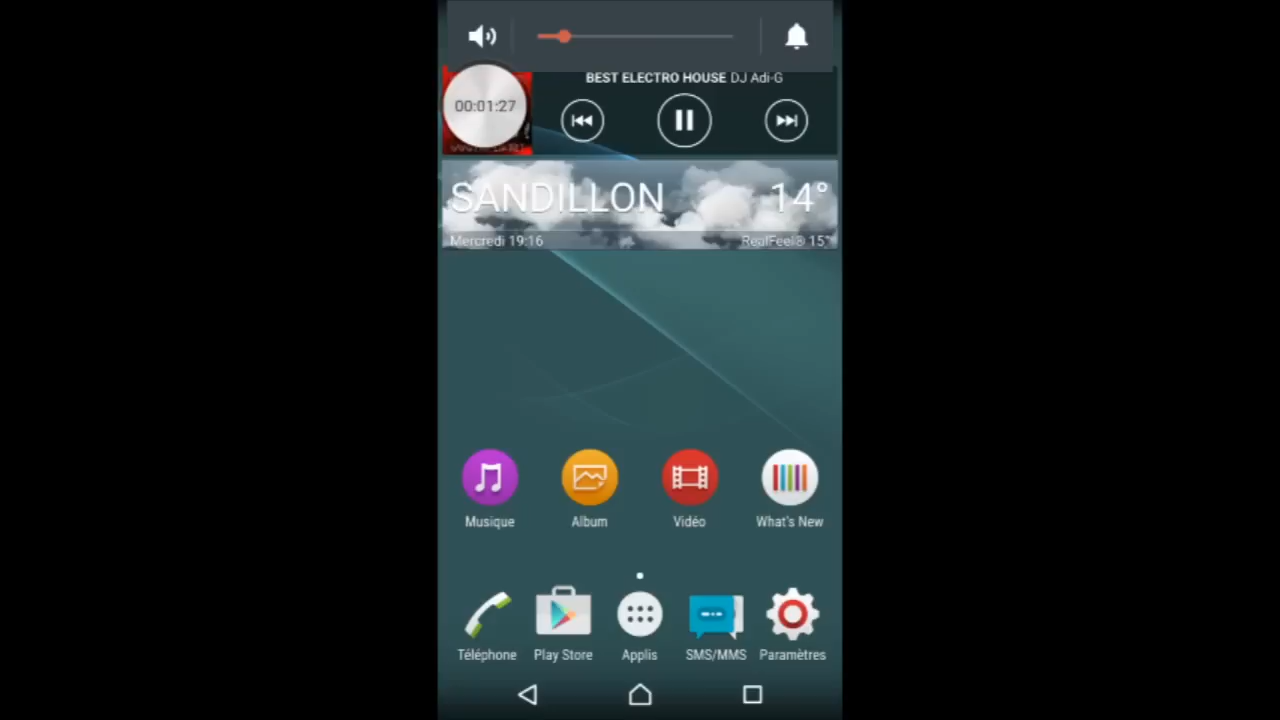 BEST ELECTRO HOUSE DJ Adi-G
00:01:27
SANDILLON 14°
Mercredi 19:16 RealFeel® 15°
Musique Album Vidéo What's New
Téléphone Play Store Applis SMS/MMS Paramètres